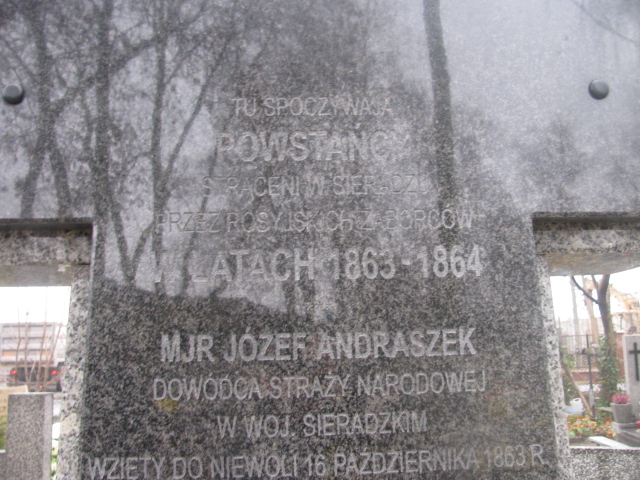 TU SPOCZYWAJĄ
POWSTAŃCY
STRACENI W SIERADZU
PRZEZ ROSYJSKICH ZABORCÓW
W LATACH 1863-1864
MJR JÓZEF ANDRASZEK
DOWÓDCA STRAŻY NARODOWEJ
W WOJ. SIERADZKIM
WZIĘTY DO NIEWOLI 16 PAŹDZIERNIKA 1863 R.